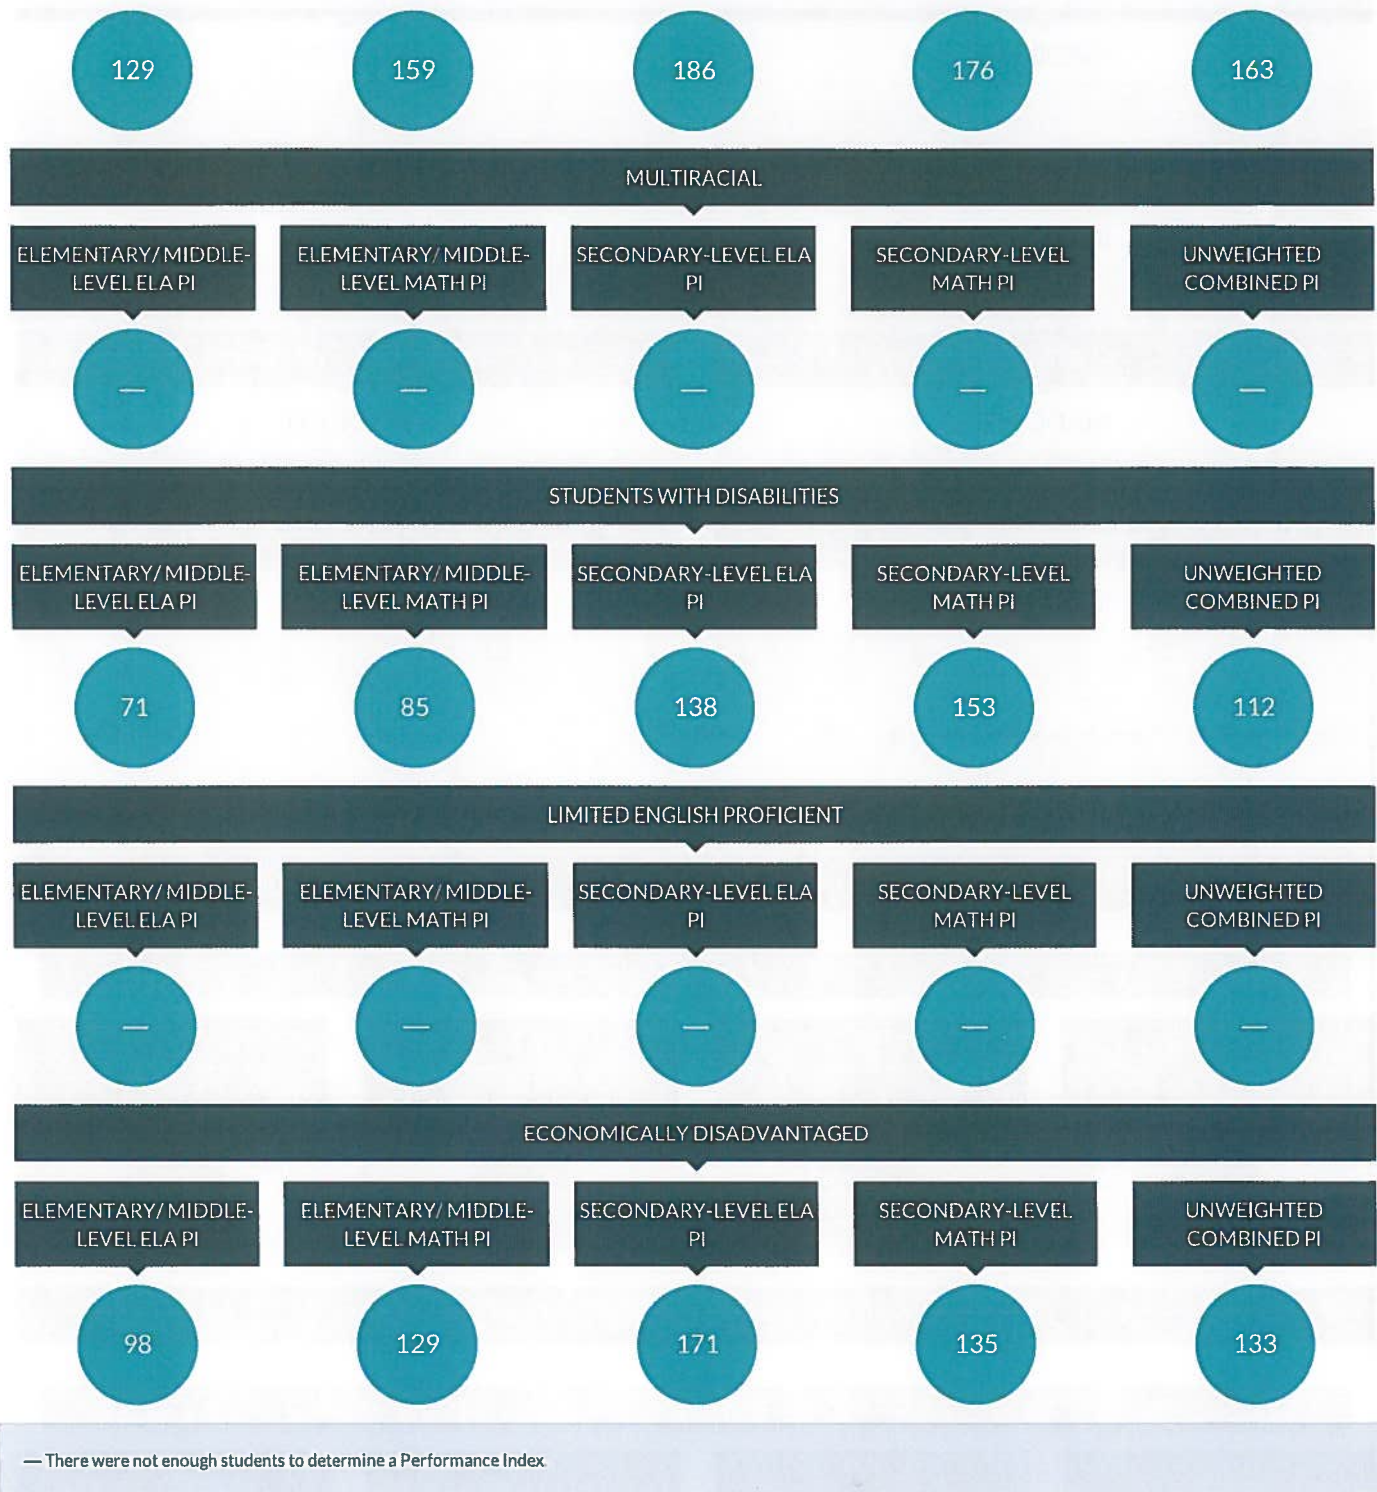 129 159 186 176 163
MULTIRACIAL
ELEMENTARY/ MIDDLE- ELEMENTARY/ MIDDLE- SECONDARY-LEVEL ELA SECONDARY-LEVEL UNWEIGHTED
LEVEL ELA PI LEVEL MATH PI PI MATH PI COMBINED PI
— — — — —
STUDENTS WITH DISABILITIES
ELEMENTARY/ MIDDLE- ELEMENTARY/ MIDDLE- SECONDARY-LEVEL ELA SECONDARY-LEVEL UNWEIGHTED
LEVEL ELA PI LEVEL MATH PI PI MATH PI COMBINED PI
71 85 138 153 112
LIMITED ENGLISH PROFICIENT
ELEMENTARY/ MIDDLE- ELEMENTARY/ MIDDLE- SECONDARY-LEVEL ELA SECONDARY-LEVEL UNWEIGHTED
LEVEL ELA PI LEVEL MATH PI PI MATH PI COMBINED PI
— — — — —
ECONOMICALLY DISADVANTAGED
ELEMENTARY/ MIDDLE- ELEMENTARY/ MIDDLE- SECONDARY-LEVEL ELA SECONDARY-LEVEL UNWEIGHTED
LEVEL ELA PI LEVEL MATH PI PI MATH PI COMBINED PI
98 129 171 135 133
— There were not enough students to determine a Performance Index